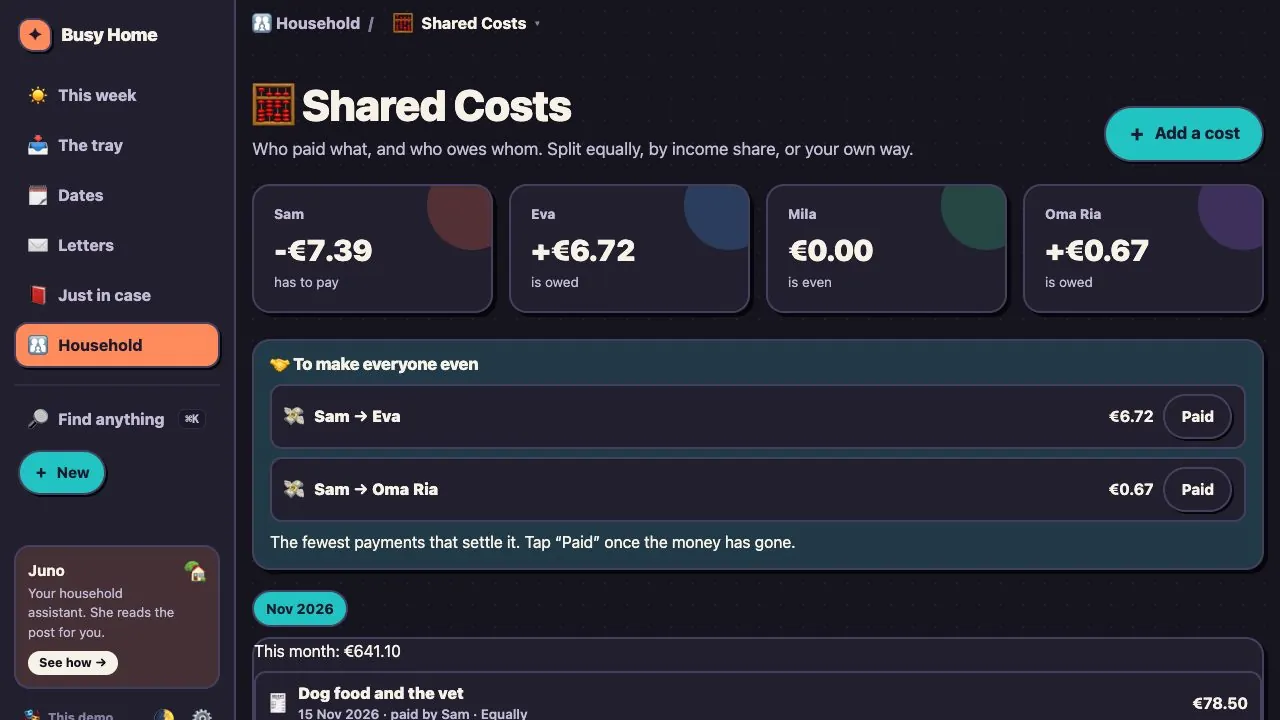 Busy Home
This week
The tray
Dates
Letters
Just in case
Household
Find anything ⌘K
+ New
Juno
Your household
assistant. She reads the
post for you.
See how →
This demo
Household / Shared Costs
Shared Costs
Who paid what, and who owes whom. Split equally, by income share, or your own way.
+ Add a cost
Sam
-€7.39
has to pay
Eva
+€6.72
is owed
Mila
€0.00
is even
Oma Ria
+€0.67
is owed
To make everyone even
Sam → Eva €6.72 Paid
Sam → Oma Ria €0.67 Paid
The fewest payments that settle it. Tap “Paid” once the money has gone.
Nov 2026
This month: €641.10
Dog food and the vet
15 Nov 2026 · paid by Sam · Equally
€78.50